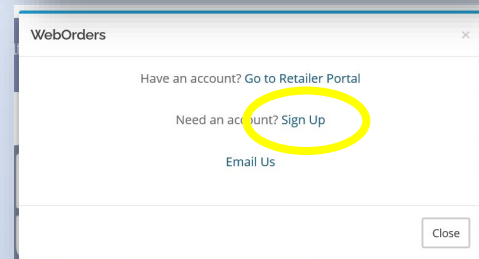 WebOrders ×
Have an account? Go to Retailer Portal
Need an account? Sign Up
Email Us
Close